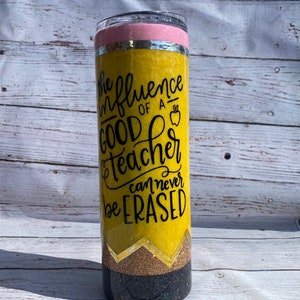 the
influence
OF A
GOOD
teacher
can never
be ERASED